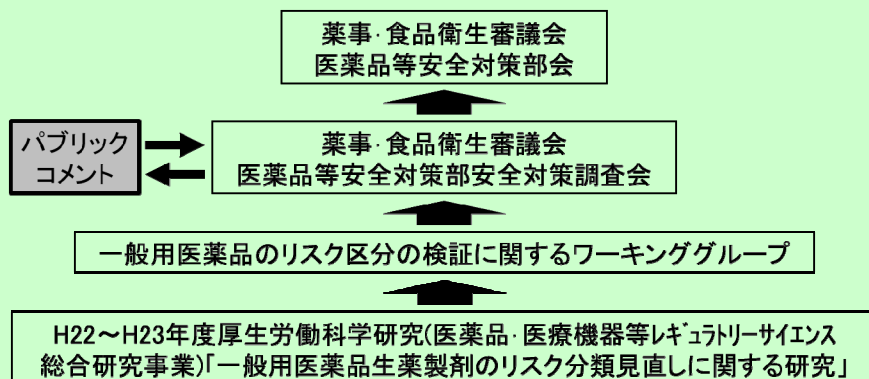 薬事·食品衛生審議会
医薬品等安全対策部会
パブリック
コメント
薬事·食品衛生審議会
医薬品等安全対策部安全対策調査会
一般用医薬品のリスク区分の検証に関するワーキンググループ
H22～H23年度厚生労働科学研究(医薬品·医療機器等ﾚｷﾞｭﾗﾄﾘｰｻｲｴﾝｽ
総合研究事業)｢一般用医薬品生薬製剤のリスク分類見直しに関する研究｣